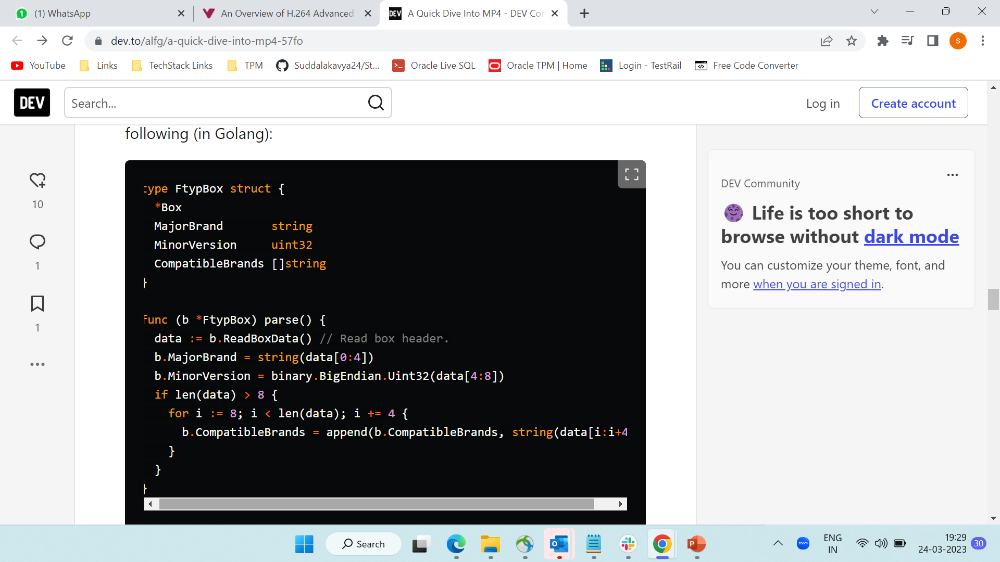 (1) WhatsApp
An Overview of H.264 Advanced
DEV A Quick Dive Into MP4 - DEV Cor
dev.to/alfg/a-quick-dive-into-mp4-57fo
s
YouTube Links TechStack Links TPM Suddalakavya24/St... Oracle Live SQL Oracle TPM | Home Login - TestRail Free Code Converter
DEV Search... Log in Create account
following (in Golang):
type FtypBox struct {
*Box
MajorBrand string
MinorVersion uint32
CompatibleBrands []string
}
func (b *FtypBox) parse() {
data := b.ReadBoxData() // Read box header.
b.MajorBrand = string(data[0:4])
b.MinorVersion = binary.BigEndian.Uint32(data[4:8])
if len(data) > 8 {
for i := 8; i < len(data); i += 4 {
b.CompatibleBrands = append(b.CompatibleBrands, string(data[i:i+4
}
}
}
10
1
1
DEV Community
Life is too short to
browse without dark mode
You can customize your theme, font, and
more when you are signed in.
Search
zoom
ENG
IN
19:29
24-03-2023
30